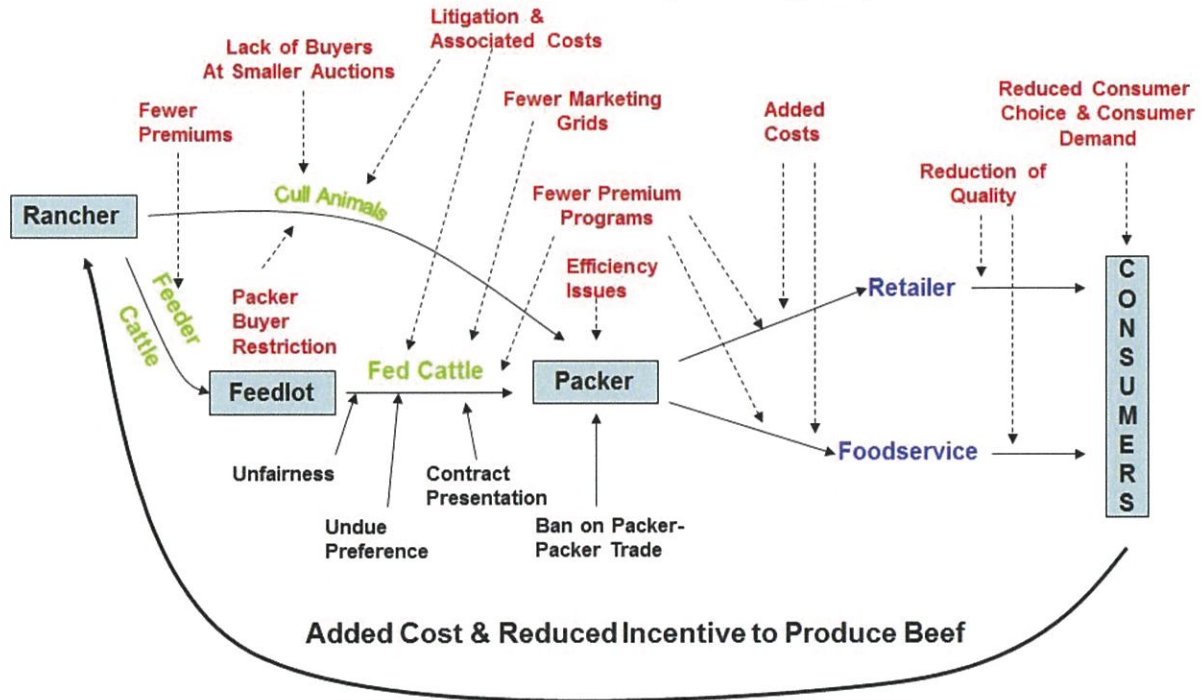 Litigation &
Associated Costs
Lack of Buyers
At Smaller Auctions
Fewer
Premiums
Fewer Marketing
Grids
Added
Costs
Reduced Consumer
Choice & Consumer
Demand
Reduction of
Quality
Rancher
Cull Animals
Fewer Premium
Programs
Efficiency
Issues
Feeder
Cattle
Packer
Buyer
Restriction
Retailer
Fed Cattle
Feedlot
Packer
Foodservice
CONSUMERS
Unfairness
Contract
Presentation
Undue
Preference
Ban on Packer-
Packer Trade
Added Cost & Reduced Incentive to Produce Beef